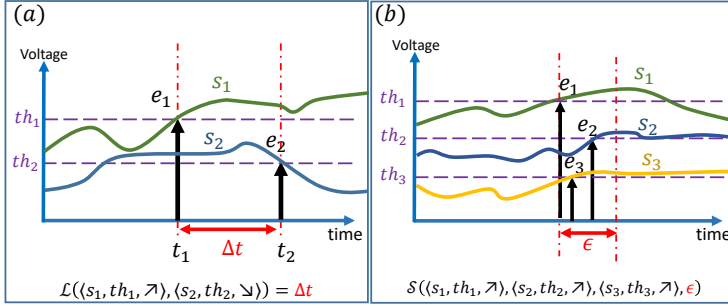 (a)
Voltage
e₁
s₁
th₁
s₂
e₂
th₂
time
t₁
Δt
t₂
ℒ(⟨s₁, th₁, ↗⟩, ⟨s₂, th₂, ↘⟩) = Δt
(b)
Voltage
s₁
e₁
th₁
e₂
s₂
th₂
e₃
s₃
th₃
ϵ
time
𝒮(⟨s₁, th₁, ↗⟩, ⟨s₂, th₂, ↗⟩, ⟨s₃, th₃, ↗⟩, ϵ)